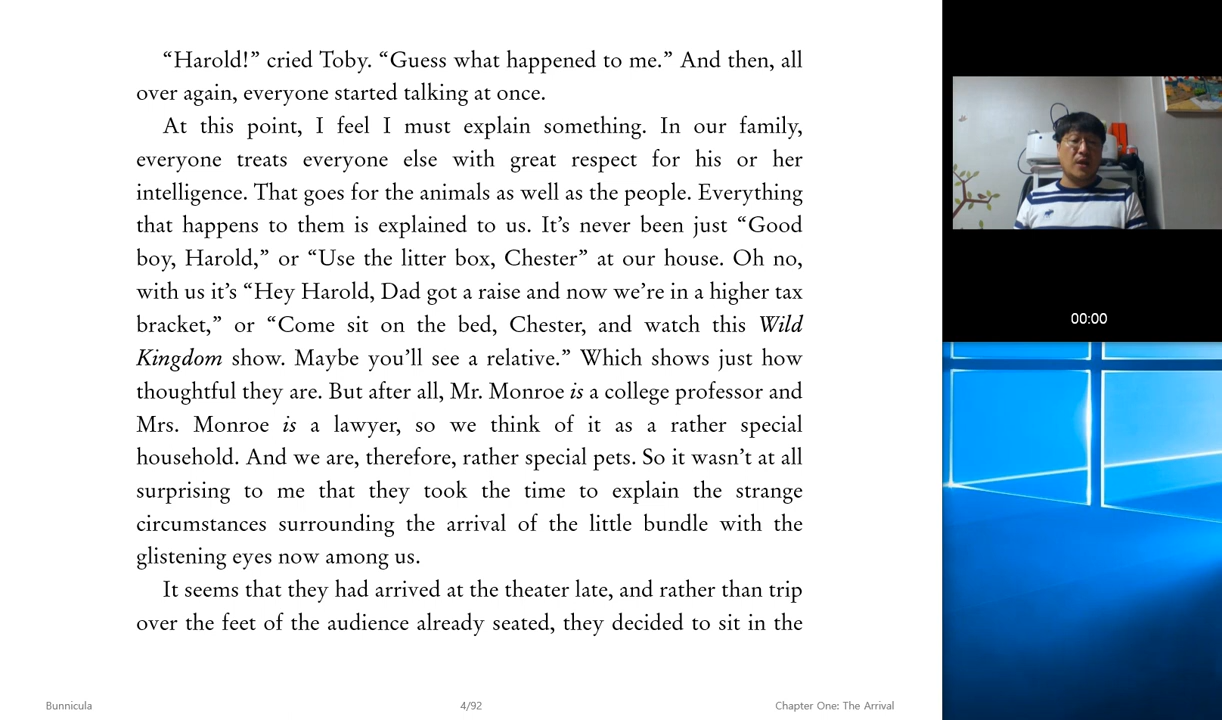 “Harold!” cried Toby. “Guess what happened to me.” And then, all
over again, everyone started talking at once.
At this point, I feel I must explain something. In our family,
everyone treats everyone else with great respect for his or her
intelligence. That goes for the animals as well as the people. Everything
that happens to them is explained to us. It’s never been just “Good
boy, Harold,” or “Use the litter box, Chester” at our house. Oh no,
with us it’s “Hey Harold, Dad got a raise and now we’re in a higher tax
bracket,” or “Come sit on the bed, Chester, and watch this Wild
Kingdom show. Maybe you’ll see a relative.” Which shows just how
thoughtful they are. But after all, Mr. Monroe is a college professor and
Mrs. Monroe is a lawyer, so we think of it as a rather special
household. And we are, therefore, rather special pets. So it wasn’t at all
surprising to me that they took the time to explain the strange
circumstances surrounding the arrival of the little bundle with the
glistening eyes now among us.
It seems that they had arrived at the theater late, and rather than trip
over the feet of the audience already seated, they decided to sit in the
Bunnicula
4/92
Chapter One: The Arrival
00:00